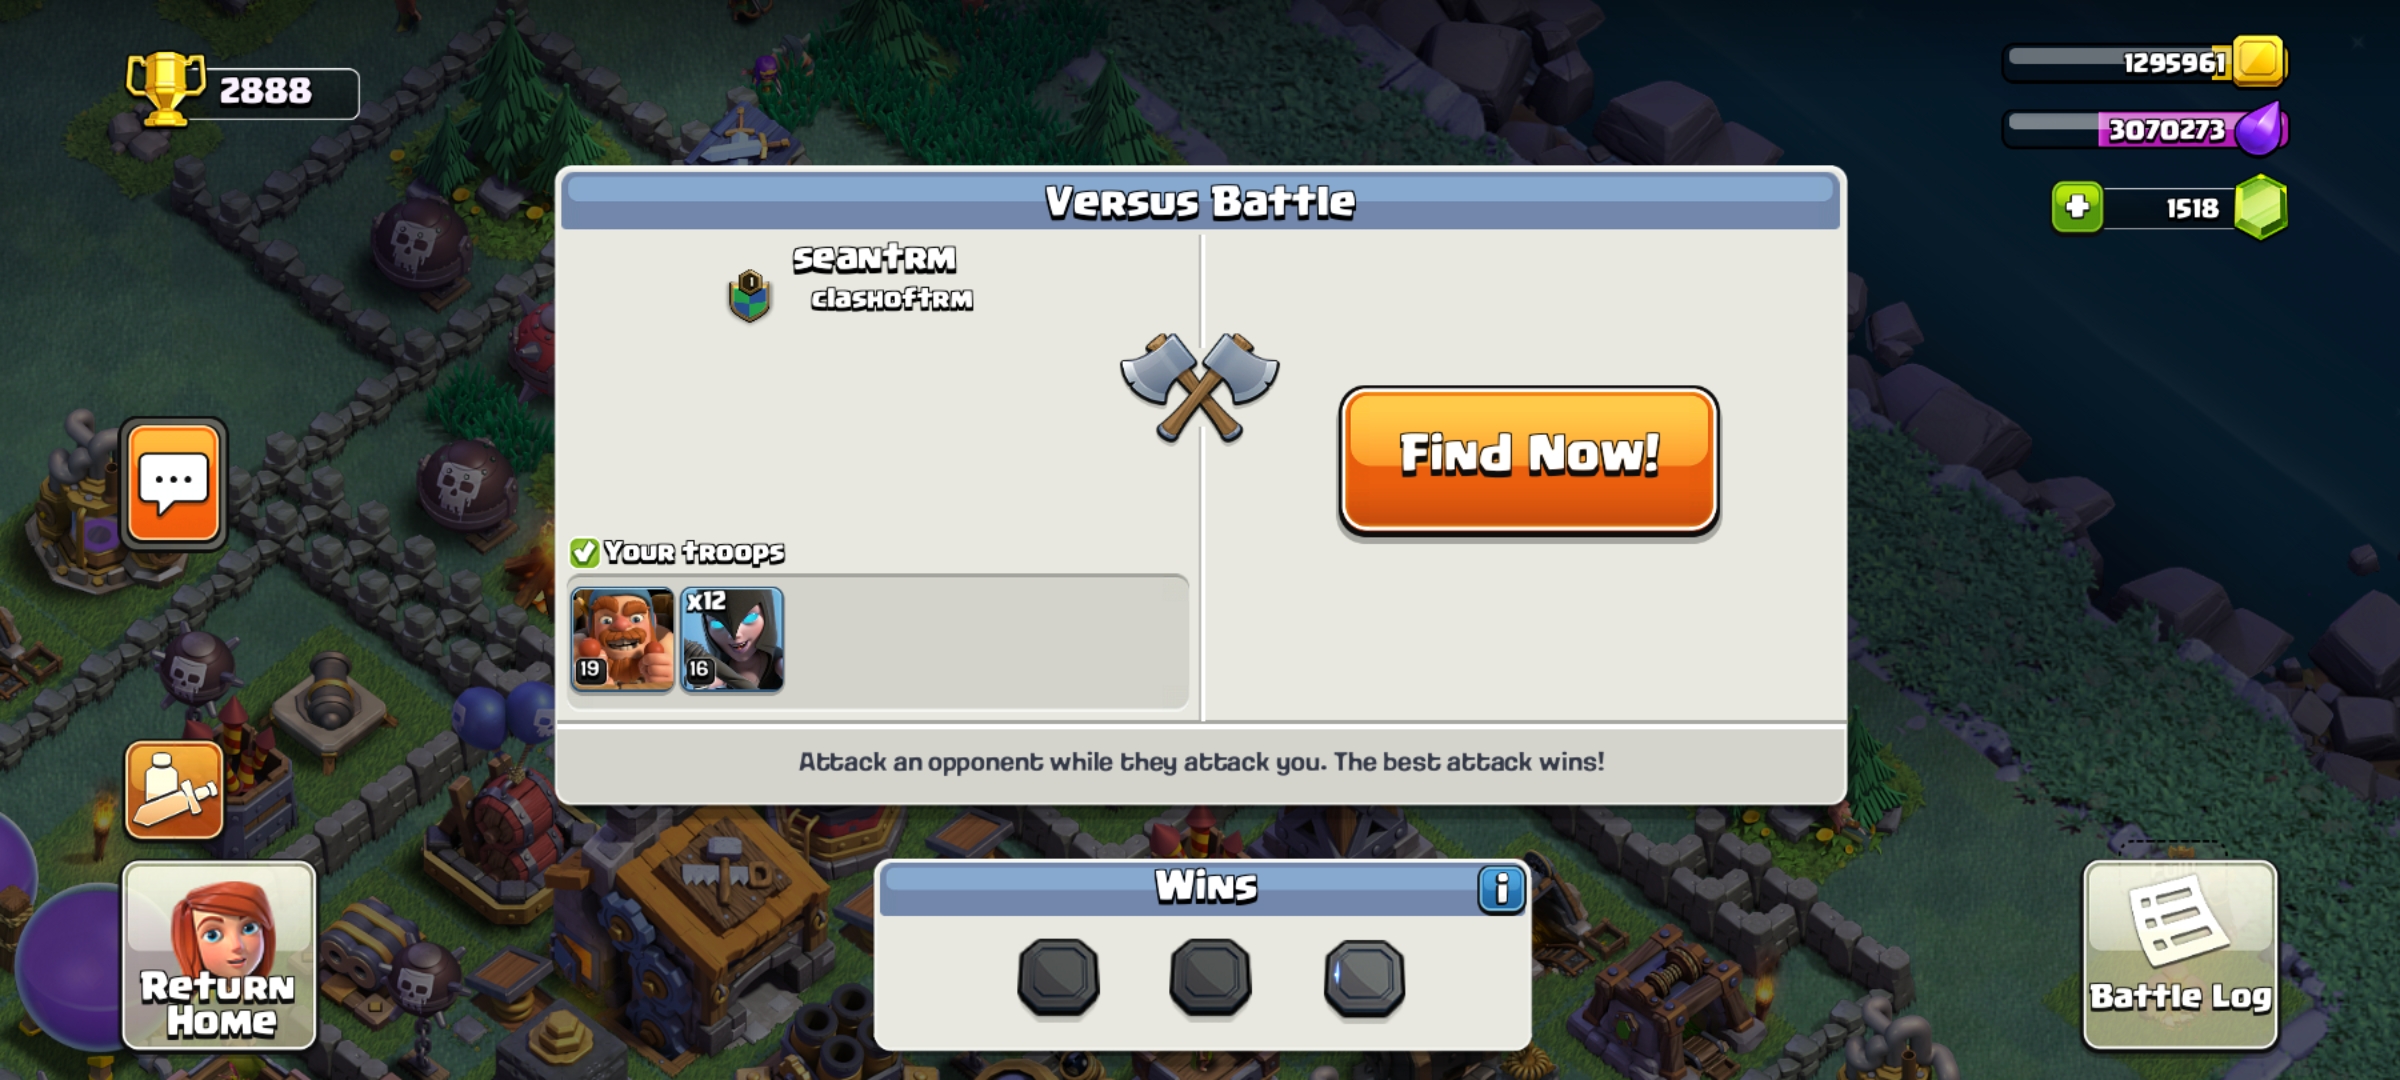 2888
1295961
3070273
1518
Versus Battle
seantrm
1
clashoftrm
Find Now!
Your troops
19
x12
16
Attack an opponent while they attack you. The best attack wins!
Wins
i
Return
Home
Battle Log